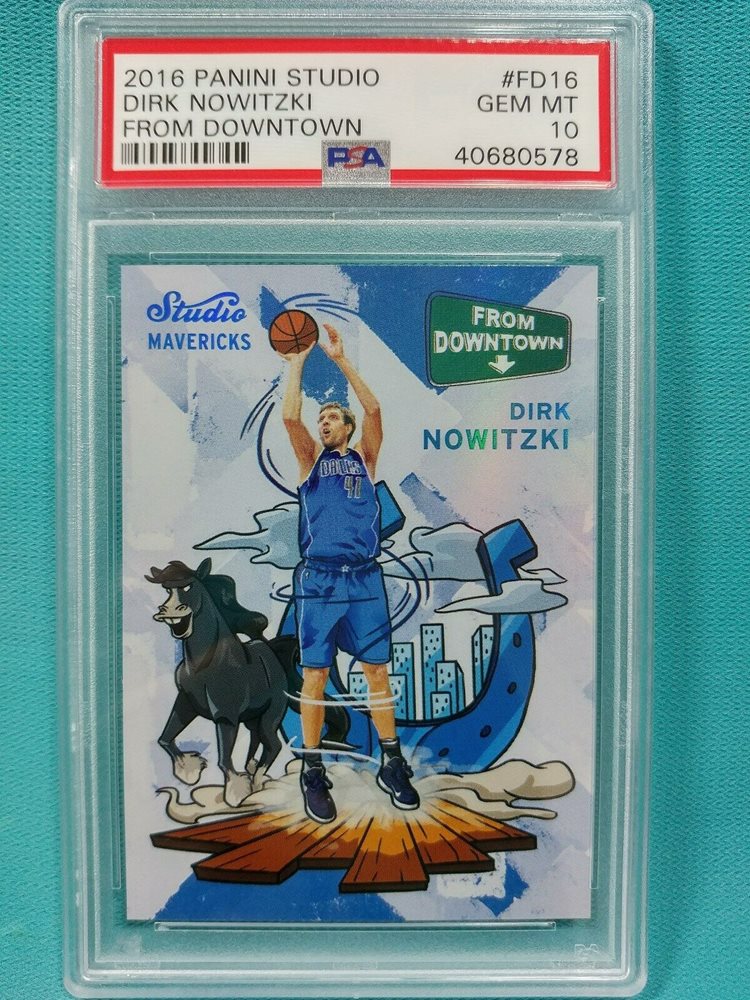 2016 PANINI STUDIO #FD16
DIRK NOWITZKI GEM MT
FROM DOWNTOWN 10
PSA 40680578
Studio
MAVERICKS
FROM
DOWNTOWN
DIRK
NOWITZKI
DALLAS
41